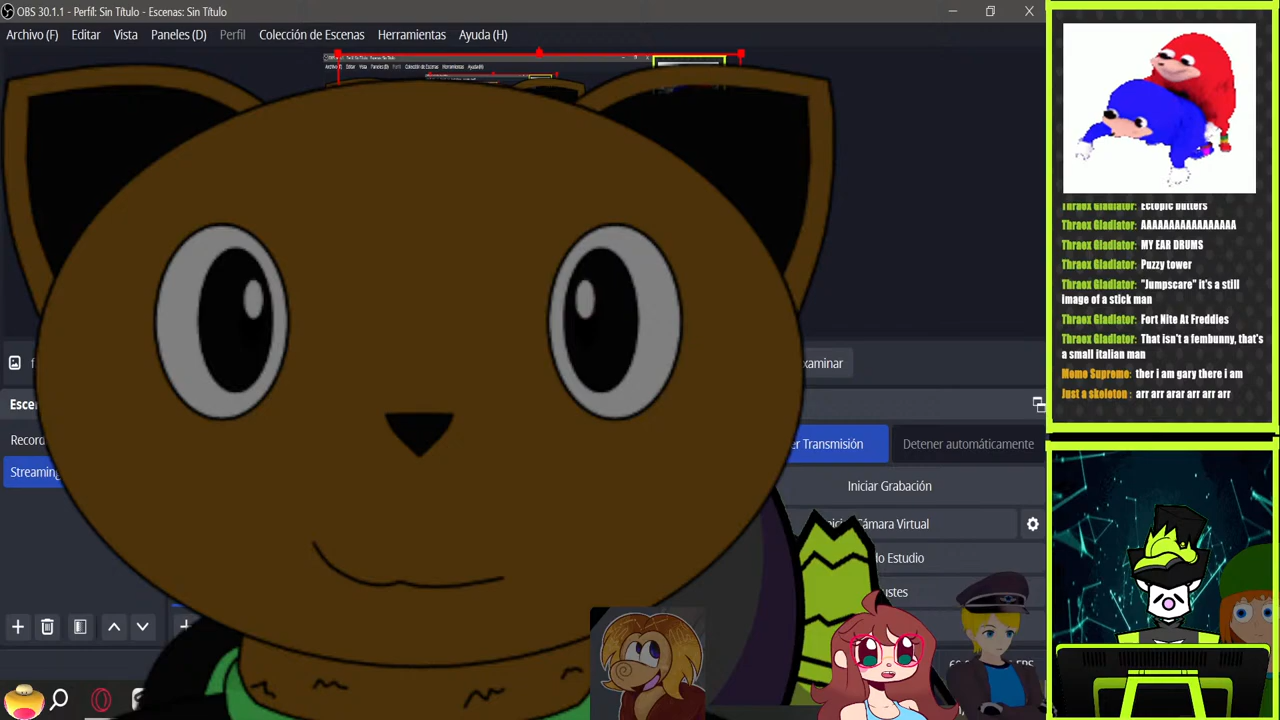 OBS 30.1.1 - Perfil: Sin Título - Escenas: Sin Título
Archivo (F) Editar Vista Paneles (D) Perfil Colección de Escenas Herramientas Ayuda (H)
Thraex Gladiator: Ectopic butters
Thraex Gladiator: AAAAAAAAAAAAAAAAA
Thraex Gladiator: MY EAR DRUMS
Thraex Gladiator: Puzzy tower
Thraex Gladiator: "Jumpscare" it's a still
image of a stick man
Thraex Gladiator: Fort Nite At Freddies
Thraex Gladiator: That isn't a fembunny, that's
a small italian man
Momo Supremo: ther i am gary there i am
Just a skeleton : arr arr arar arr arr arr
f
xaminar
Esce
Record
er Transmisión Detener automáticamente
Streaming
Iniciar Grabación
Cámara Virtual
do Estudio
ustes